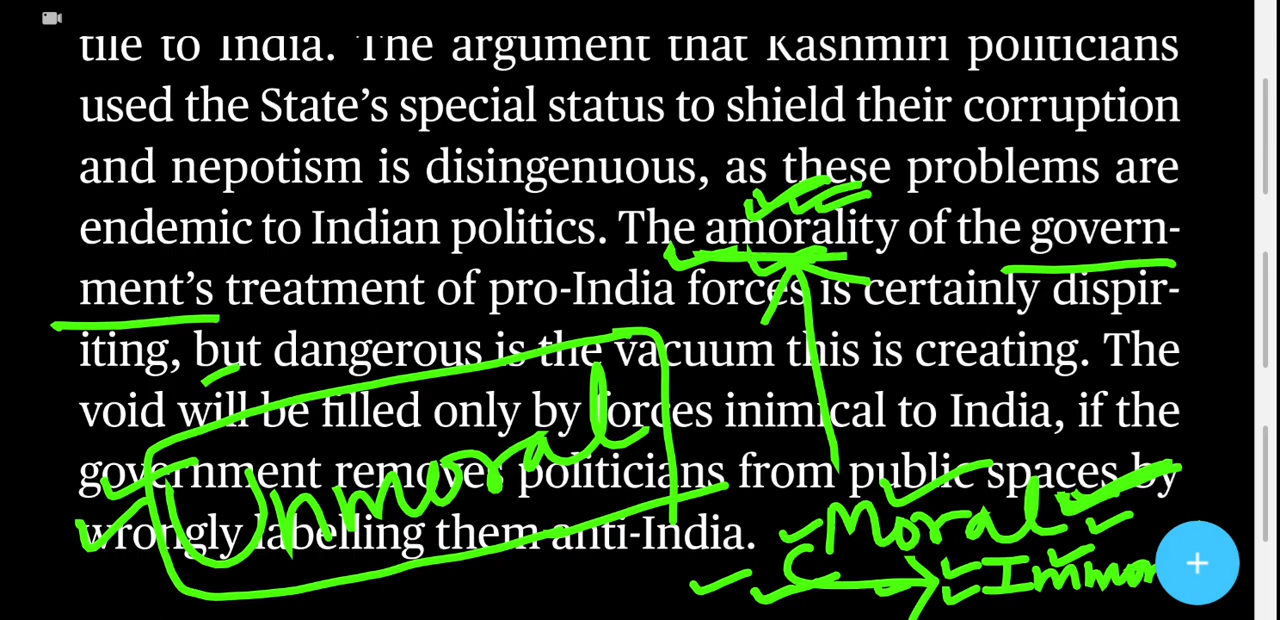 tile to India. The argument that Kashmiri politicians
used the State's special status to shield their corruption
and nepotism is disingenuous, as these problems are
endemic to Indian politics. The amorality of the govern-
ment's treatment of pro-India forces is certainly dispir-
iting, but dangerous is the vacuum this is creating. The
void will be filled only by forces inimical to India, if the
government removes politicians from public spaces by
wrongly labelling them anti-India.
Unmoral
Moral
Immor